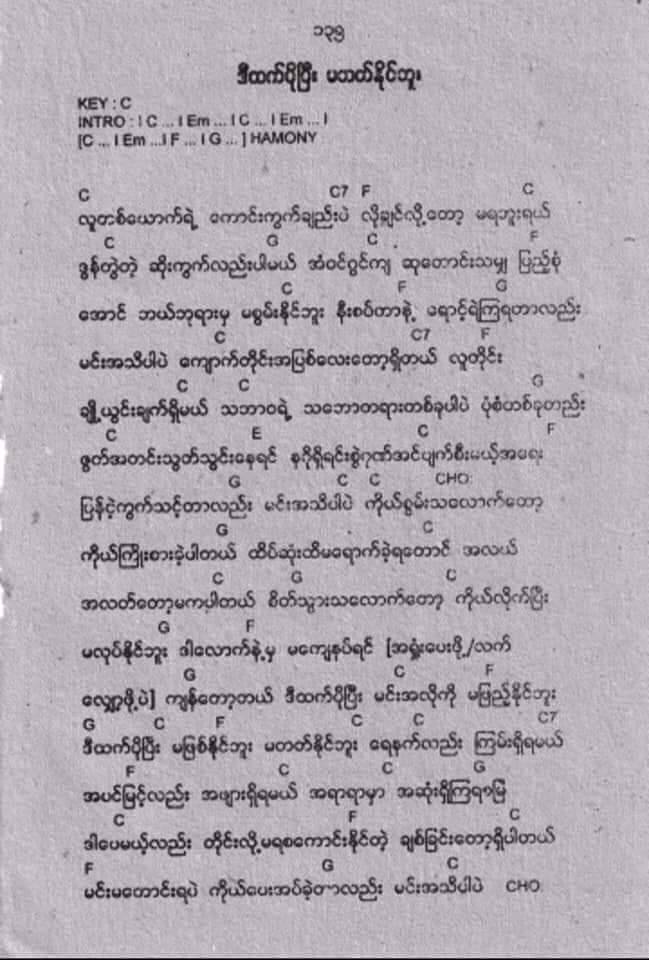 ၁၃၅
ဒီထက်ပိုပြီး မတတ်နိုင်ဘူး
KEY : C
INTRO : I C ... I Em ... I C ... I Em ... I
[C ... I Em ...I F ... I G ... ] HAMONY
C C7 F C
လူတစ်ယောက်ရဲ့ ကောင်းကွက်ချည်းပဲ လိုချင်လို့တော့ မရဘူးရယ်
C G C F
ဒွန်တွဲတဲ့ ဆိုးကွက်လည်းပါမယ် အံဝင်ဂွင်ကျ ဆုတောင်းသမျှ ပြည့်စုံ
C F G
အောင် ဘယ်ဘုရားမှ မစွမ်းနိုင်ဘူး နီးစပ်တာနဲ့ မရောင့်ရဲကြရတာလည်း
C C7 F
မင်းအသိပါပဲ ကျောက်တိုင်းအပြစ်လေးတော့ရှိတယ် လူတိုင်း
C C G
ချို့ယွင်းချက်ရှိမယ် သဘာဝရဲ့ သဘောတရားတစ်ခုပါပဲ ပုံစံတစ်ခုတည်း
C E C F
ဇွတ်အတင်းသွတ်သွင်းနေရင် နဂိုရှိရင်းစွဲဂုဏ်အင်ပျက်စီးမယ့်အရေး
G C C CHO:
ပြန်ငဲ့ကွက်သင့်တာလည်း မင်းအသိပါပဲ ကိုယ်စွမ်းသလောက်တော့
G C
ကိုယ်ကြိုးစားခဲ့ပါတယ် ထိပ်ဆုံးထိမရောက်ခဲ့ရတောင် အလယ်
C G C
အလတ်တော့မကပါတယ် စိတ်သွားသလောက်တော့ ကိုယ်လိုက်ပြီး
G F
မလုပ်နိုင်ဘူး ဒါလောက်နဲ့မှ မကျေနပ်ရင် [အရှုံးပေးဖို့/လက်
G C F
လျှော့ဖို့ပဲ] ကျန်တော့တယ် ဒီထက်ပိုပြီး မင်းအလိုကို မဖြည့်နိုင်ဘူး
G C F C C C7
ဒီထက်ပိုပြီး မဖြစ်နိုင်ဘူး မတတ်နိုင်ဘူး ရေနက်လည်း ကြမ်းရှိရမယ်
F C C G
အပင်မြင့်လည်း အဖျားရှိရမယ် အရာရာမှာ အဆုံးရှိကြရစမြဲ
C F C
ဒါပေမယ့်လည်း တိုင်းလို့မရစကောင်းနိုင်တဲ့ ချစ်ခြင်းတော့ရှိပါတယ်
F G C
မင်းမတောင်းရပဲ ကိုယ်ပေးအပ်ခဲ့တာလည်း မင်းအသိပါပဲ CHO: